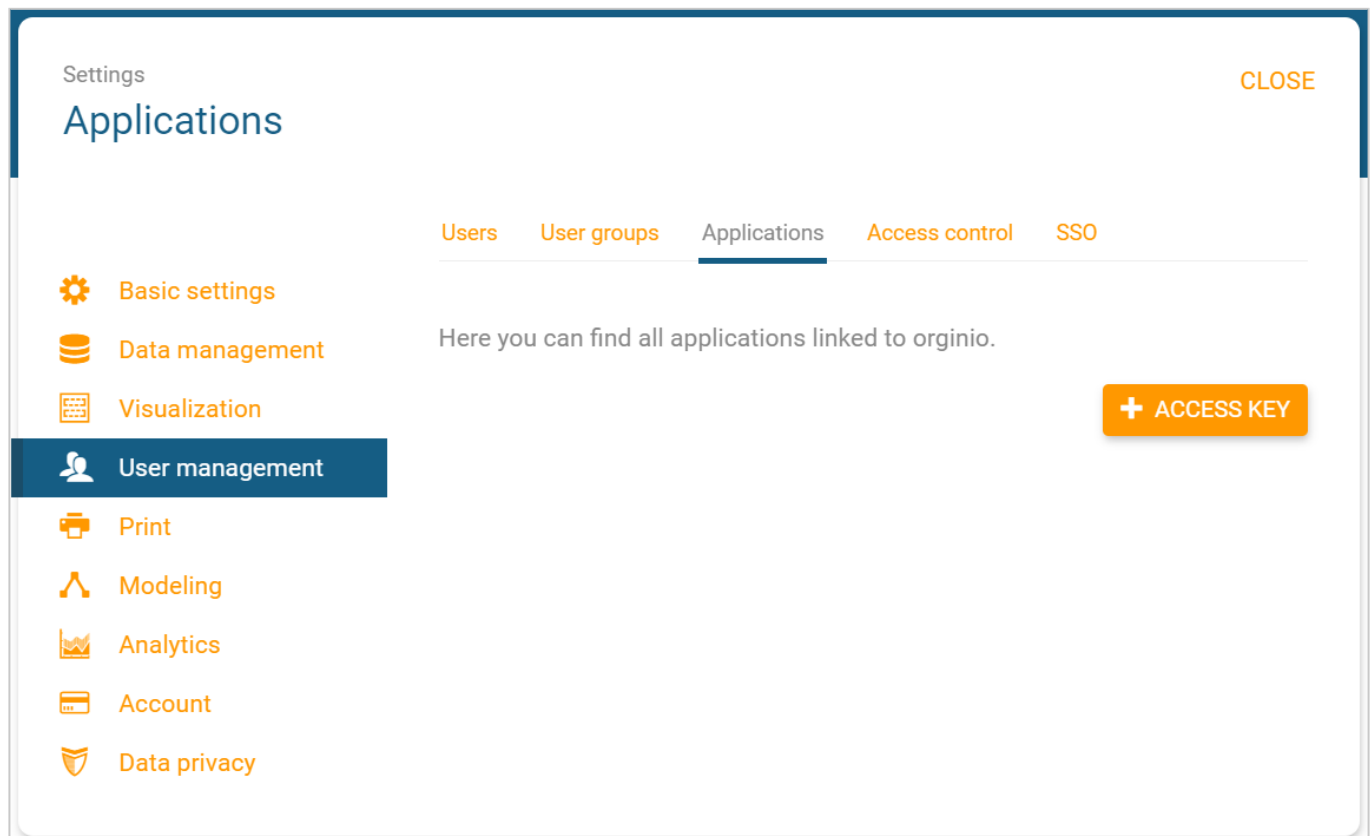 Settings
CLOSE
Applications
Users User groups Applications Access control SSO
Basic settings
Data management
Here you can find all applications linked to orginio.
Visualization
ACCESS KEY
User management
Print
Modeling
Analytics
Account
Data privacy